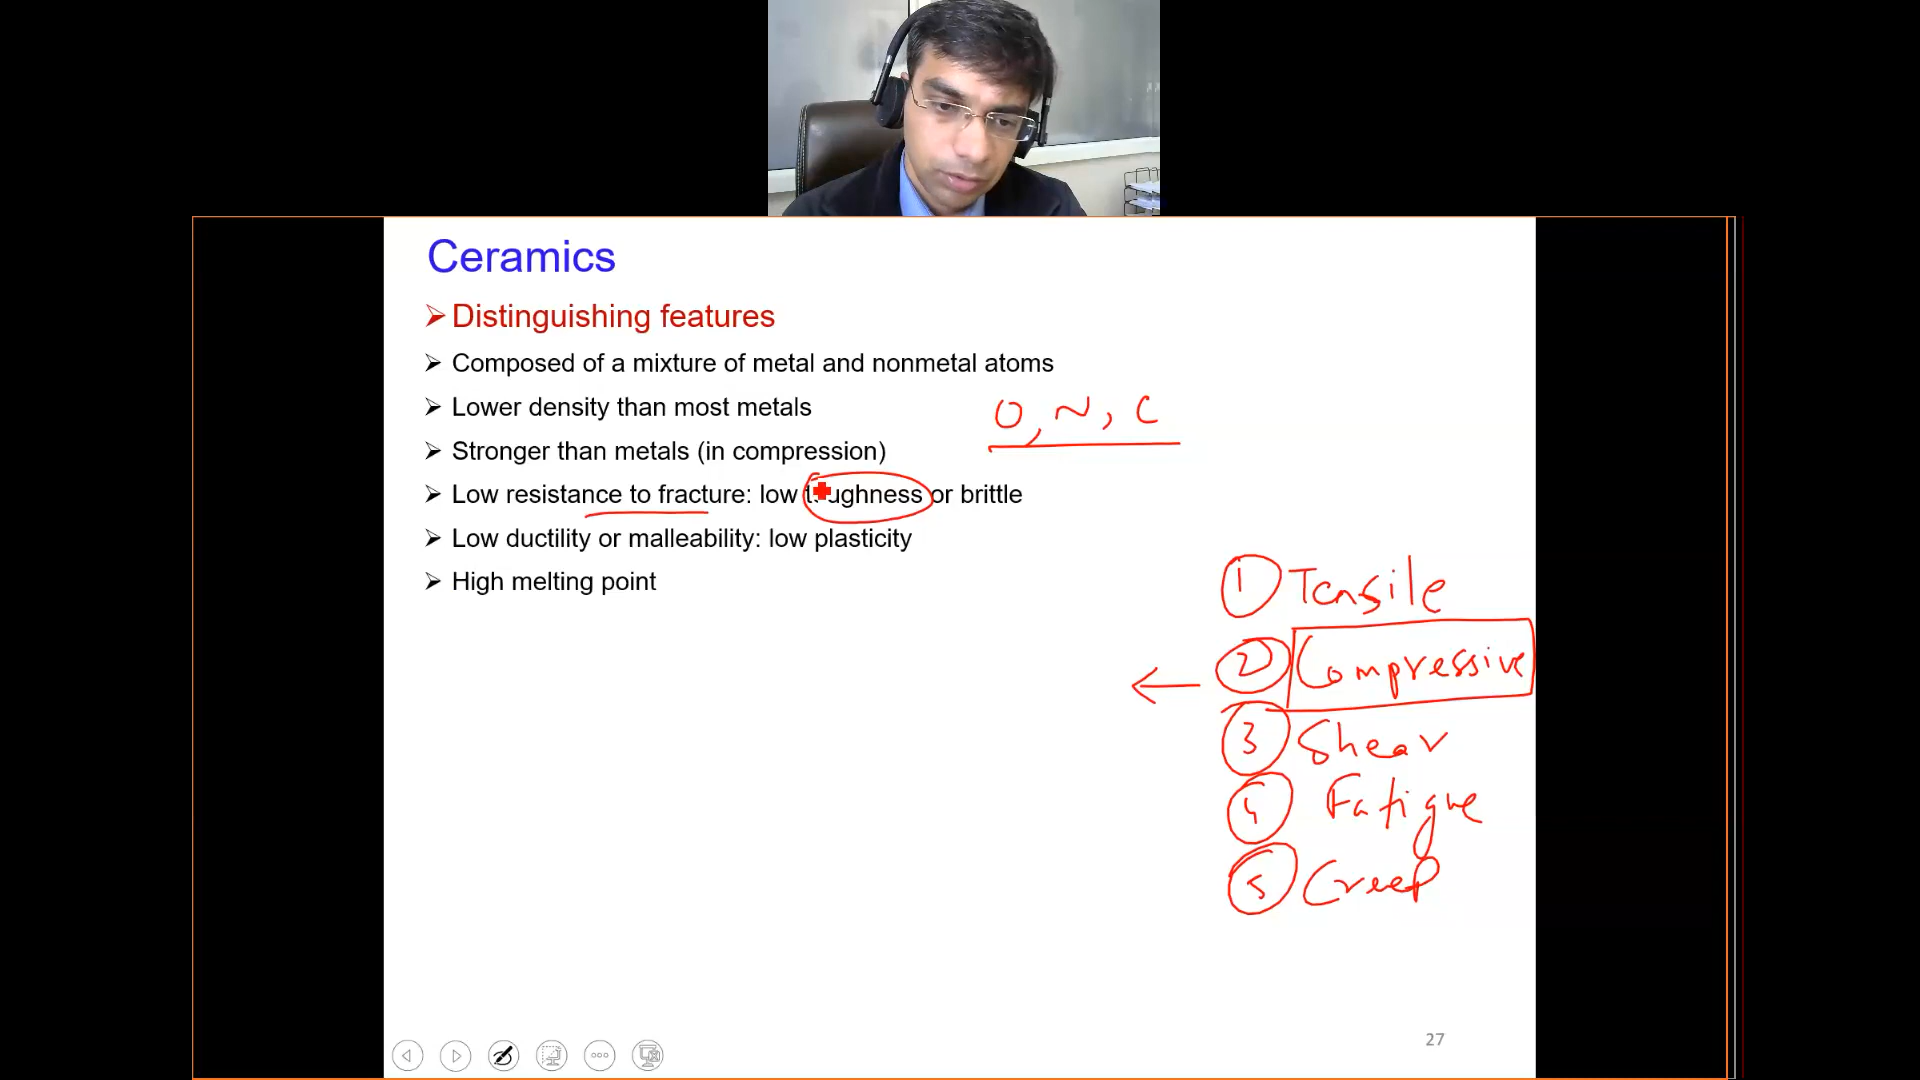 Ceramics
Distinguishing features
Composed of a mixture of metal and nonmetal atoms
Lower density than most metals
O, N, C
Stronger than metals (in compression)
Low resistance to fracture: low toughness or brittle
Low ductility or malleability: low plasticity
High melting point
1 Tensile
2 Compressive
3 Shear
4 Fatigue
5 Creep
27